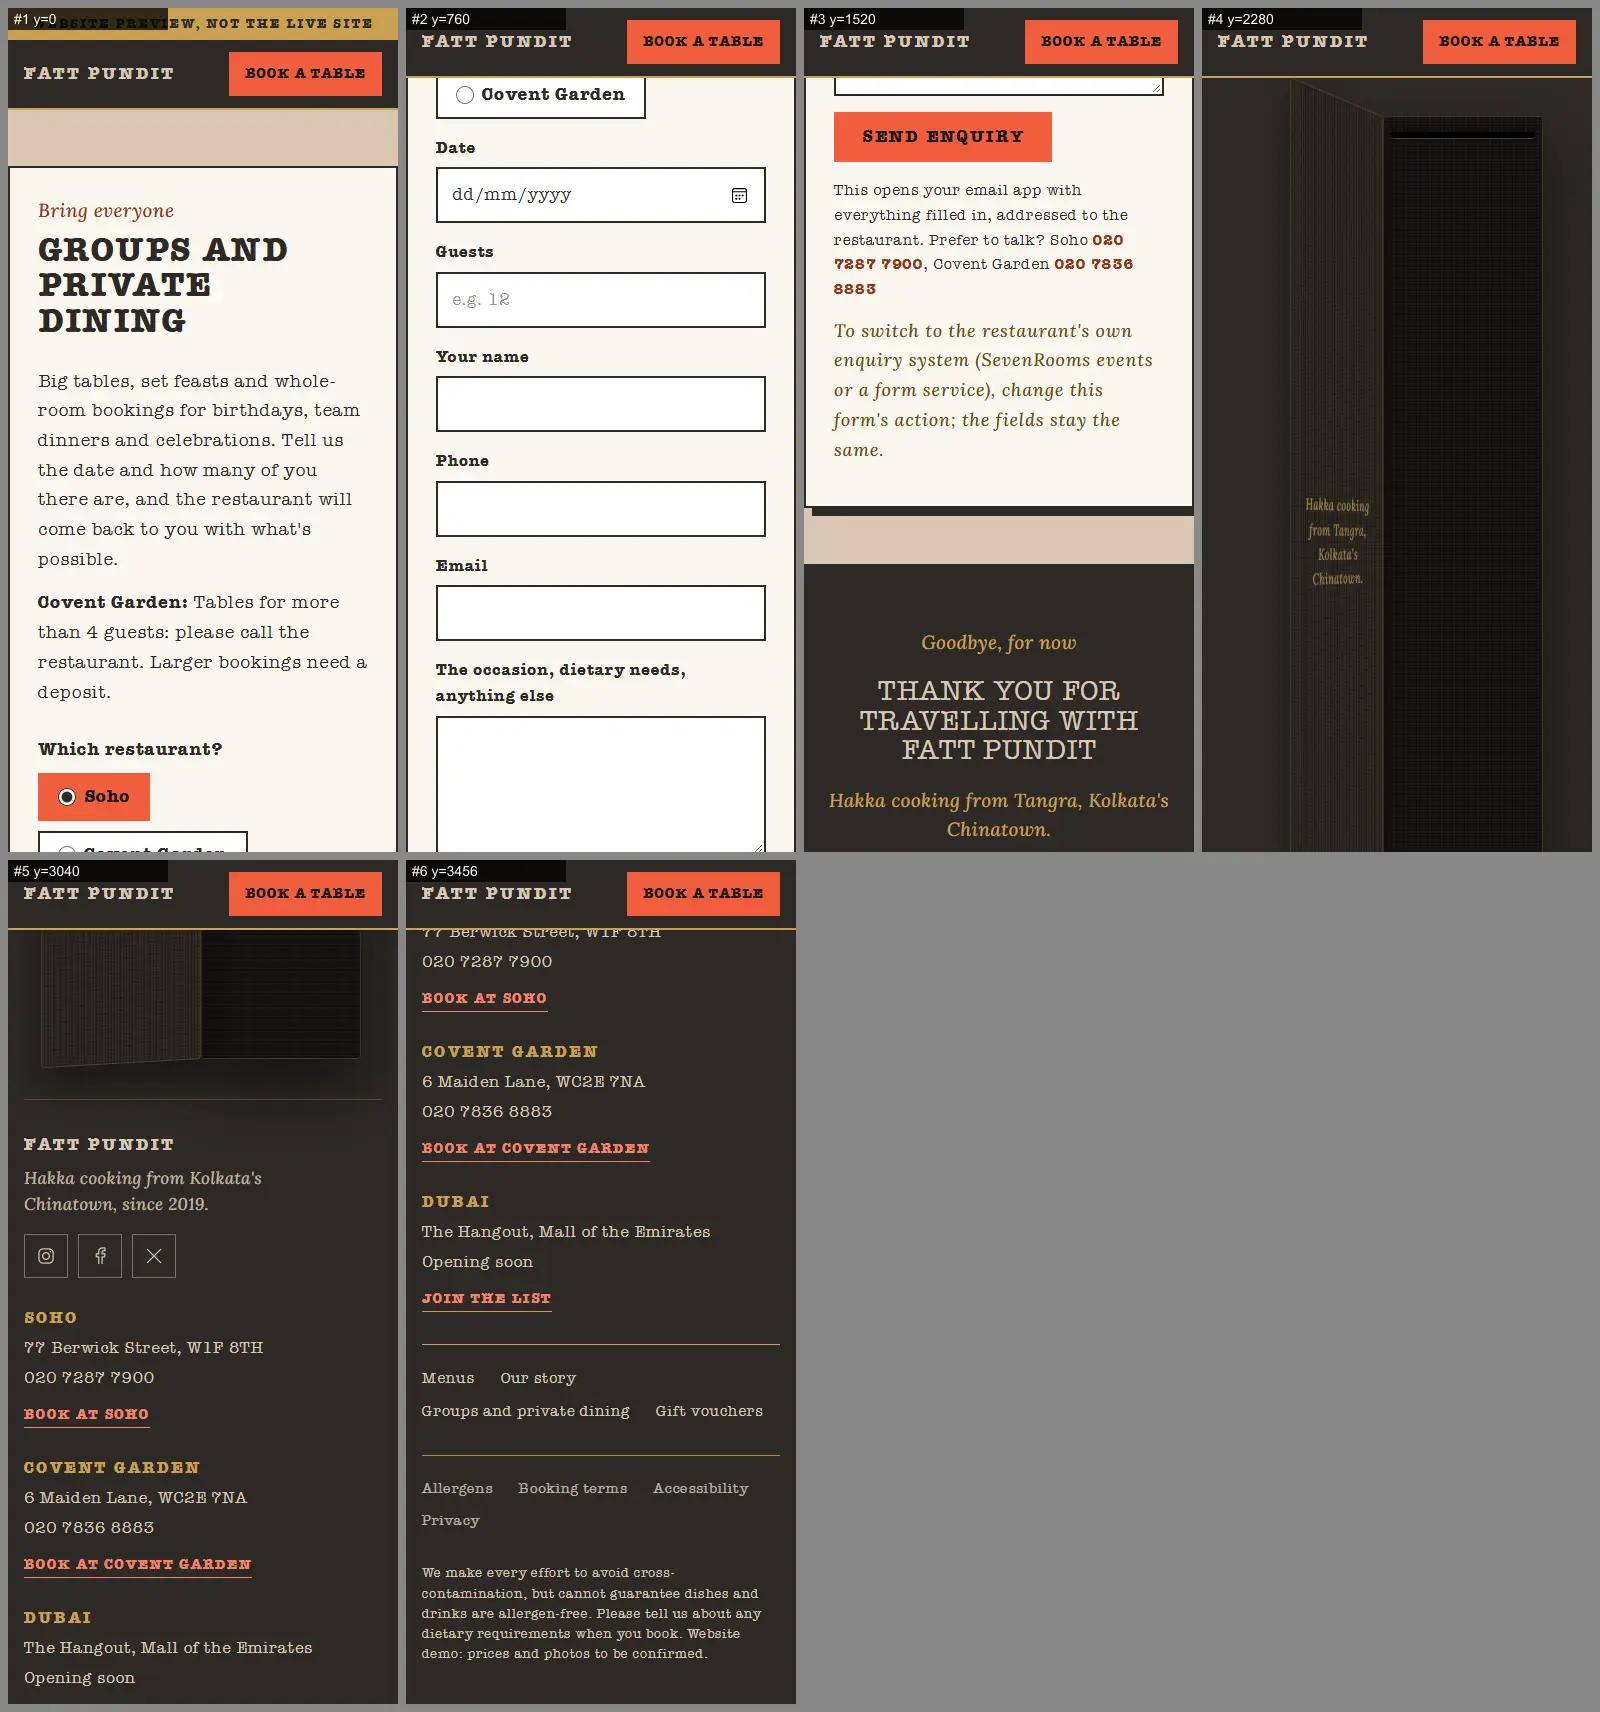 #1 y=0
EW, NOT THE LIVE SITE
FATT PUNDIT
BOOK A TABLE
Bring everyone
GROUPS AND
PRIVATE
DINING
Big tables, set feasts and whole-
room bookings for birthdays, team
dinners and celebrations. Tell us
the date and how many of you
there are, and the restaurant will
come back to you with what's
possible.
Covent Garden: Tables for more
than 4 guests: please call the
restaurant. Larger bookings need a
deposit.
Which restaurant?
Soho
Covent Garden
#2 y=760
FATT PUNDIT
BOOK A TABLE
Covent Garden
Date
dd/mm/yyyy
Guests
e.g. 12
Your name
Phone
Email
The occasion, dietary needs,
anything else
#3 y=1520
FATT PUNDIT
BOOK A TABLE
SEND ENQUIRY
This opens your email app with
everything filled in, addressed to the
restaurant. Prefer to talk? Soho 020
7287 7900, Covent Garden 020 7836
8883
To switch to the restaurant's own
enquiry system (SevenRooms events
or a form service), change this
form's action; the fields stay the
same.
Goodbye, for now
THANK YOU FOR
TRAVELLING WITH
FATT PUNDIT
Hakka cooking from Tangra, Kolkata's
Chinatown.
#4 y=2280
FATT PUNDIT
BOOK A TABLE
Hakka cooking
from Tangra,
Kolkata's
Chinatown.
#5 y=3040
FATT PUNDIT
BOOK A TABLE
FATT PUNDIT
Hakka cooking from Kolkata's
Chinatown, since 2019.
SOHO
77 Berwick Street, W1F 8TH
020 7287 7900
BOOK AT SOHO
COVENT GARDEN
6 Maiden Lane, WC2E 7NA
020 7836 8883
BOOK AT COVENT GARDEN
DUBAI
The Hangout, Mall of the Emirates
Opening soon
#6 y=3456
FATT PUNDIT
BOOK A TABLE
77 Berwick Street, W1F 8TH
020 7287 7900
BOOK AT SOHO
COVENT GARDEN
6 Maiden Lane, WC2E 7NA
020 7836 8883
BOOK AT COVENT GARDEN
DUBAI
The Hangout, Mall of the Emirates
Opening soon
JOIN THE LIST
Menus Our story
Groups and private dining Gift vouchers
Allergens Booking terms Accessibility
Privacy
We make every effort to avoid cross-
contamination, but cannot guarantee dishes and
drinks are allergen-free. Please tell us about any
dietary requirements when you book. Website
demo: prices and photos to be confirmed.